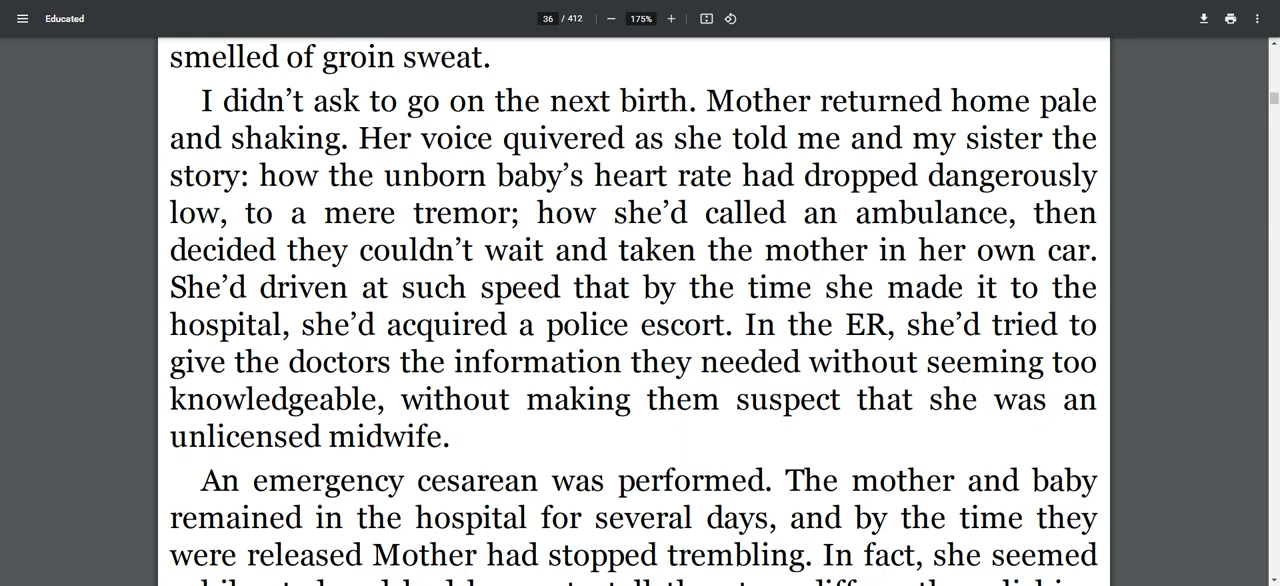 Educated
36 / 412
175%
smelled of groin sweat.
I didn’t ask to go on the next birth. Mother returned home pale
and shaking. Her voice quivered as she told me and my sister the
story: how the unborn baby’s heart rate had dropped dangerously
low, to a mere tremor; how she’d called an ambulance, then
decided they couldn’t wait and taken the mother in her own car.
She’d driven at such speed that by the time she made it to the
hospital, she’d acquired a police escort. In the ER, she’d tried to
give the doctors the information they needed without seeming too
knowledgeable, without making them suspect that she was an
unlicensed midwife.
An emergency cesarean was performed. The mother and baby
remained in the hospital for several days, and by the time they
were released Mother had stopped trembling. In fact, she seemed